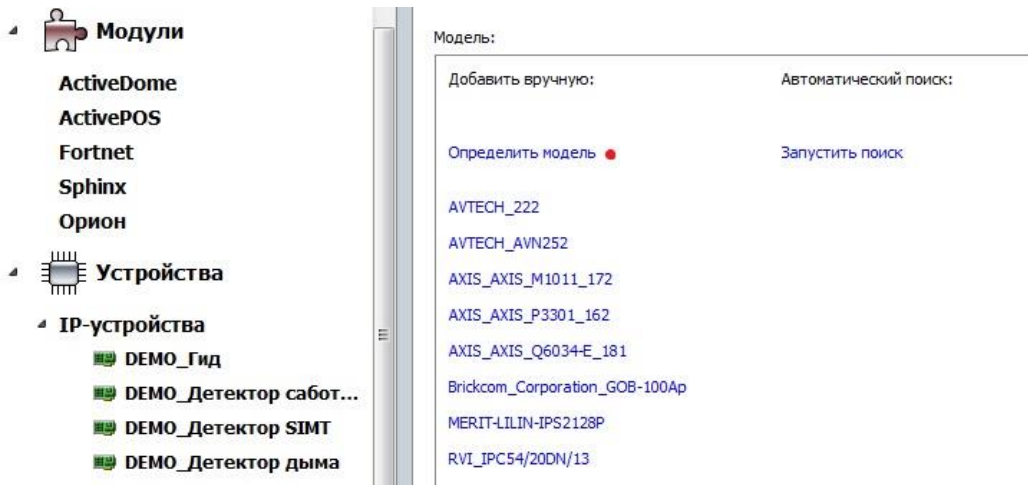 Модули
ActiveDome
ActivePOS
Fortnet
Sphinx
Орион
Устройства
IP-устройства
DEMO_Гид
DEMO_Детектор сабот...
DEMO_Детектор SIMT
DEMO_Детектор дыма
Модель:
Добавить вручную: Автоматический поиск:
Определить модель Запустить поиск
AVTECH_222
AVTECH_AVN252
AXIS_AXIS_M1011_172
AXIS_AXIS_P3301_162
AXIS_AXIS_Q6034-E_181
Brickcom_Corporation_GOB-100Ap
MERIT-LILIN-IPS2128P
RVI_IPC54/20DN/13